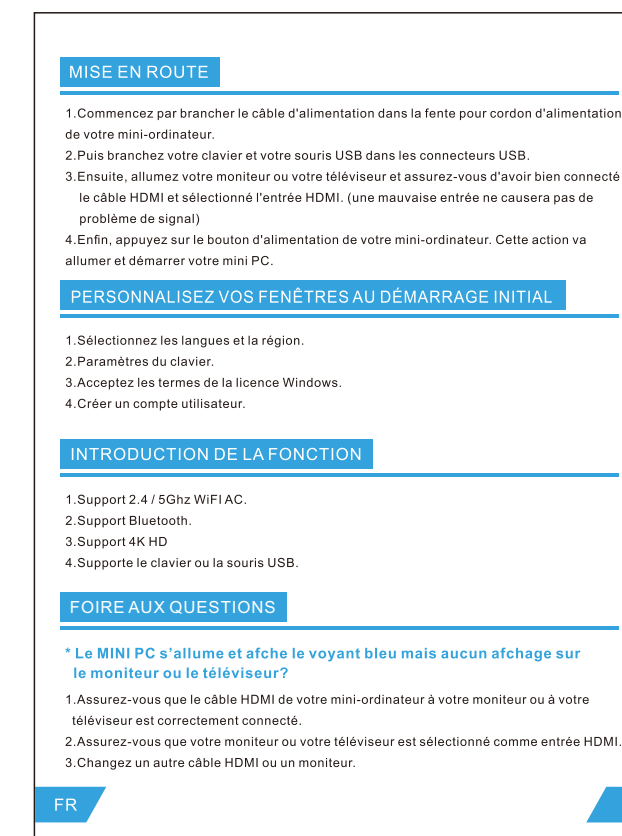 MISE EN ROUTE
1.Commencez par brancher le câble d'alimentation dans la fente pour cordon d'alimentation
de votre mini-ordinateur.
2.Puis branchez votre clavier et votre souris USB dans les connecteurs USB.
3.Ensuite, allumez votre moniteur ou votre téléviseur et assurez-vous d'avoir bien connecté
le câble HDMI et sélectionné l'entrée HDMI. (une mauvaise entrée ne causera pas de
problème de signal)
4.Enfin, appuyez sur le bouton d'alimentation de votre mini-ordinateur. Cette action va
allumer et démarrer votre mini PC.
PERSONNALISEZ VOS FENÊTRES AU DÉMARRAGE INITIAL
1.Sélectionnez les langues et la région.
2.Paramètres du clavier.
3.Acceptez les termes de la licence Windows.
4.Créer un compte utilisateur.
INTRODUCTION DE LA FONCTION
1.Support 2.4 / 5Ghz WiFI AC.
2.Support Bluetooth.
3.Support 4K HD
4.Supporte le clavier ou la souris USB.
FOIRE AUX QUESTIONS
* Le MINI PC s'allume et afche le voyant bleu mais aucun afchage sur
le moniteur ou le téléviseur?
1.Assurez-vous que le câble HDMI de votre mini-ordinateur à votre moniteur ou à votre
téléviseur est correctement connecté.
2.Assurez-vous que votre moniteur ou votre téléviseur est sélectionné comme entrée HDMI.
3.Changez un autre câble HDMI ou un moniteur.
FR